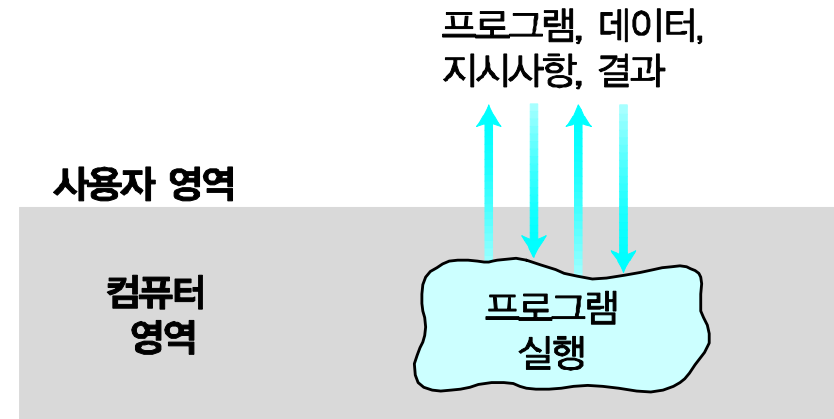 프로그램, 데이터,
지시사항, 결과
사용자 영역
컴퓨터
영역
프로그램
실행